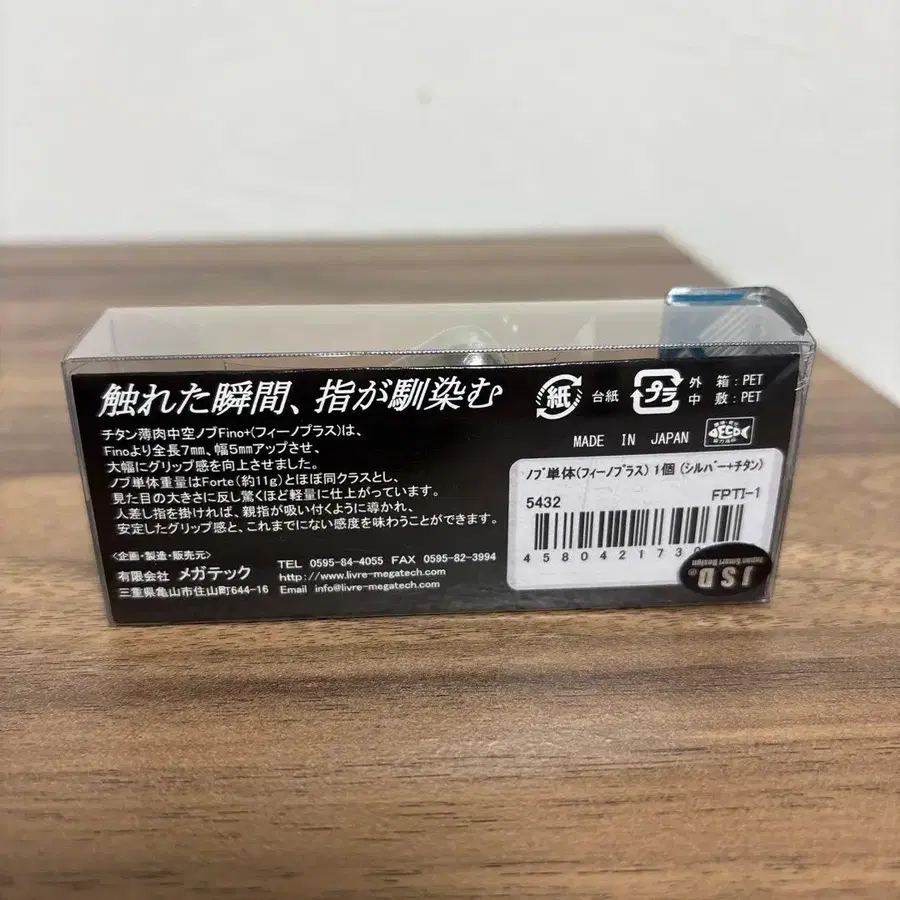 触れた瞬間、指が馴染む
チタン薄肉中空ノブFino+(フィーノプラス)は、
Finoより全長7mm、幅5mmアップさせ、
大幅にグリップ感を向上させました。
ノブ単体重量はForte(約11g)とほぼ同クラスとし、
見た目の大きさに反し驚くほど軽量に仕上がっています。
人差し指を掛ければ、親指が吸い付くように導かれ、
安定したグリップ感と、これまでにない感度を味わうことができます。
<企画・製造・販売元>
有限会社 メガテック
三重県亀山市住山町644-16
TEL 0595-84-4055 FAX 0595-82-3994
http://www.livre-megatech.com
Email info@livre-megatech.com
紙 台紙
プラ
外 箱:PET
中 敷:PET
MADE IN JAPAN
ECO
ノブ単体(フィーノプラス) 1個 (シルバー+チタン)
5432 FPTI-1
458042173
JSD®
Japan Smart Design